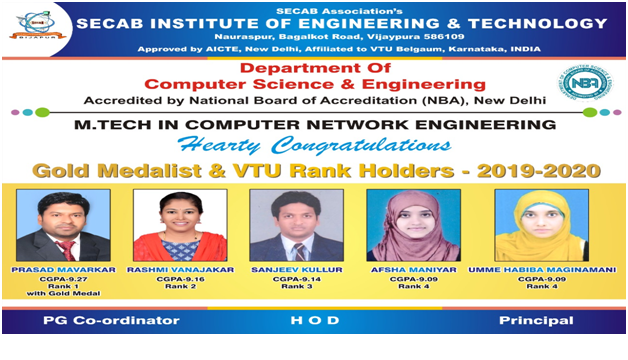 SECAB Association's
SECAB INSTITUTE OF ENGINEERING & TECHNOLOGY
Nauraspur, Bagalkot Road, Vijayapura 586109
Approved by AICTE, New Delhi, Affiliated to VTU Belgaum, Karnataka, INDIA
BIJAPUR
Department Of
Computer Science & Engineering
Accredited by National Board of Accreditation (NBA), New Delhi
NBA
M.TECH IN COMPUTER NETWORK ENGINEERING
Hearty Congratulations
Gold Medalist & VTU Rank Holders - 2019-2020
PRASAD MAVARKAR
CGPA-9.27
Rank 1
with Gold Medal
RASHMI VANAJAKAR
CGPA-9.16
Rank 2
SANJEEV KULLUR
CGPA-9.14
Rank 3
AFSHA MANIYAR
CGPA-9.09
Rank 4
UMME HABIBA MAGINAMANI
CGPA-9.09
Rank 4
PG Co-ordinator
H O D
Principal